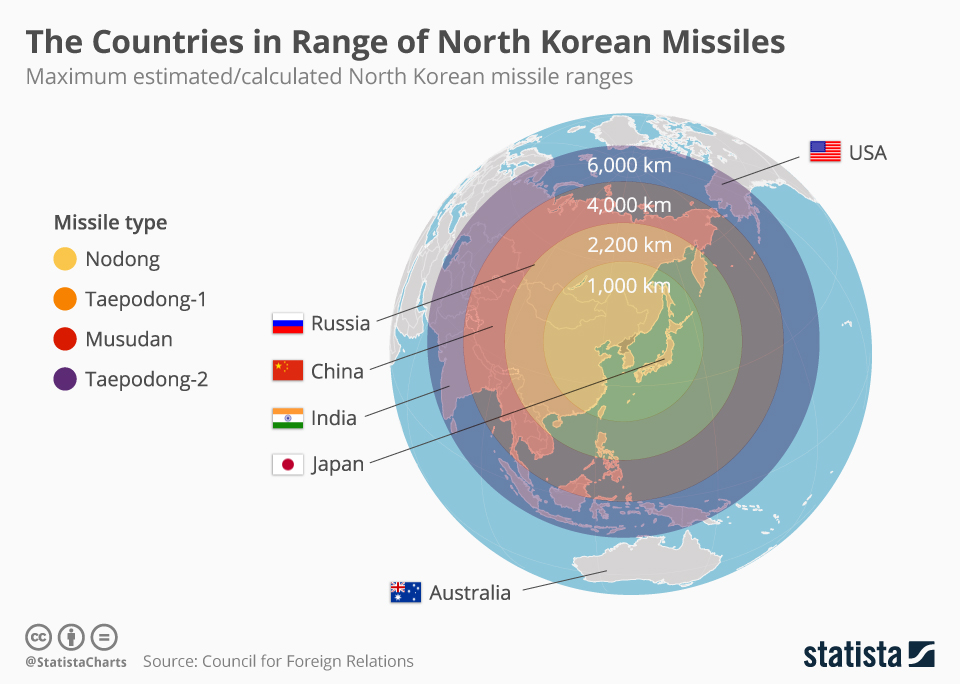 The Countries in Range of North Korean Missiles
Maximum estimated/calculated North Korean missile ranges
USA
6,000 km
4,000 km
2,200 km
1,000 km
Missile type
Nodong
Taepodong-1
Musudan
Taepodong-2
Russia
China
India
Japan
Australia
cc
@StatistaCharts
Source: Council for Foreign Relations
statista